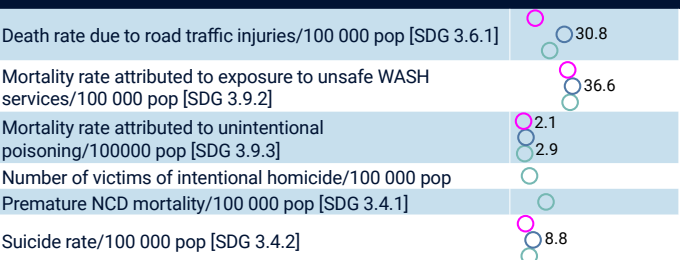 Death rate due to road traffic injuries/100 000 pop [SDG 3.6.1]
30.8
Mortality rate attributed to exposure to unsafe WASH
services/100 000 pop [SDG 3.9.2]
36.6
Mortality rate attributed to unintentional
poisoning/100000 pop [SDG 3.9.3]
2.1
2.9
Number of victims of intentional homicide/100 000 pop
Premature NCD mortality/100 000 pop [SDG 3.4.1]
Suicide rate/100 000 pop [SDG 3.4.2]
8.8